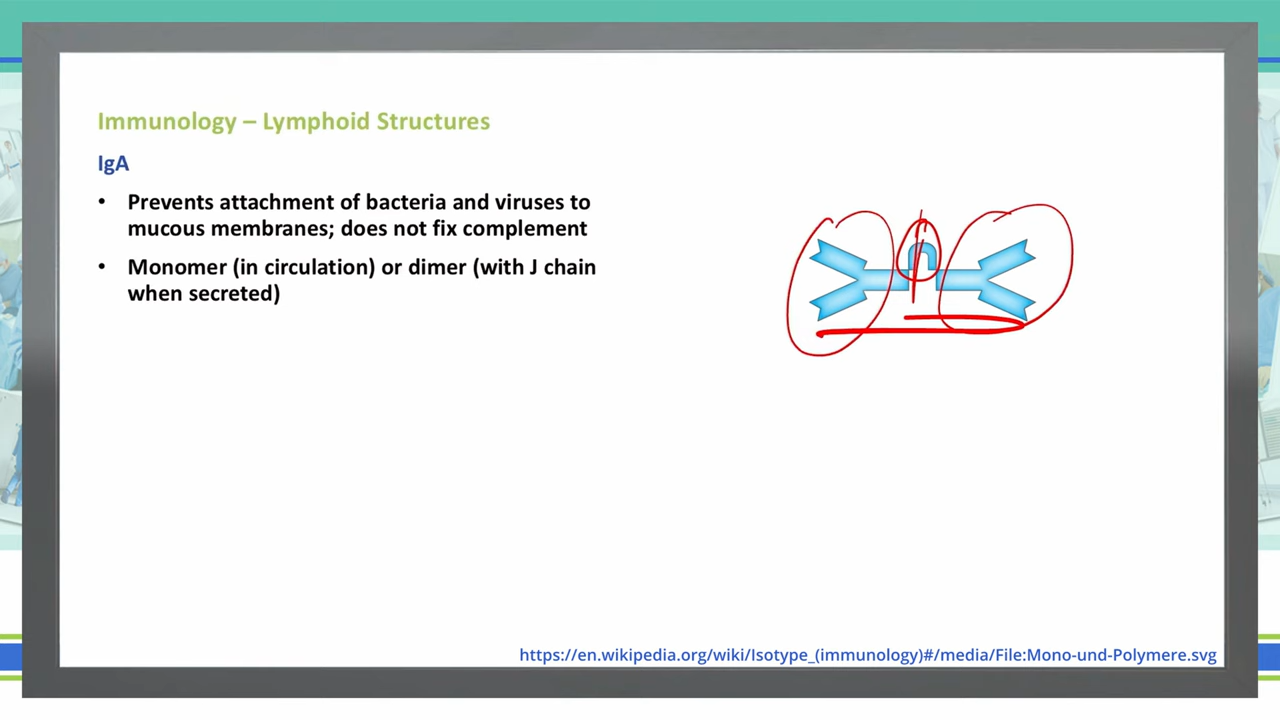 Immunology – Lymphoid Structures
IgA
• Prevents attachment of bacteria and viruses to
mucous membranes; does not fix complement
• Monomer (in circulation) or dimer (with J chain
when secreted)
https://en.wikipedia.org/wiki/Isotype_(immunology)#/media/File:Mono-und-Polymere.svg